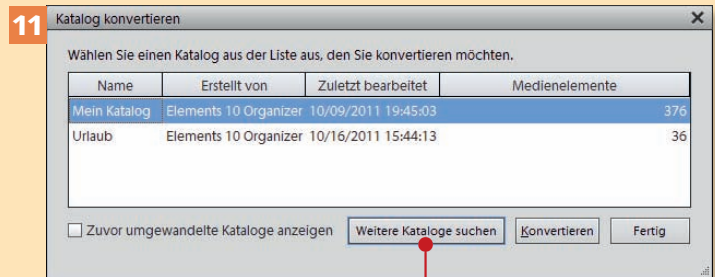 11
Katalog konvertieren
Wählen Sie einen Katalog aus der Liste aus, den Sie konvertieren möchten.
Name Erstellt von Zuletzt bearbeitet Medienelemente
Mein Katalog Elements 10 Organizer 10/09/2011 19:45:03 376
Urlaub Elements 10 Organizer 10/16/2011 15:44:13 36
Zuvor umgewandelte Kataloge anzeigen Weitere Kataloge suchen Konvertieren Fertig